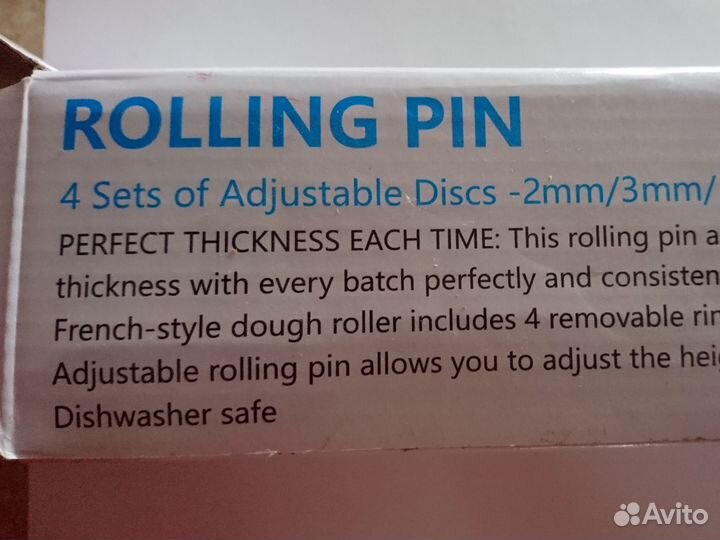 ROLLING PIN
4 Sets of Adjustable Discs -2mm/3mm/
PERFECT THICKNESS EACH TIME: This rolling pin a
thickness with every batch perfectly and consisten
French-style dough roller includes 4 removable rin
Adjustable rolling pin allows you to adjust the hei
Dishwasher safe
Avito